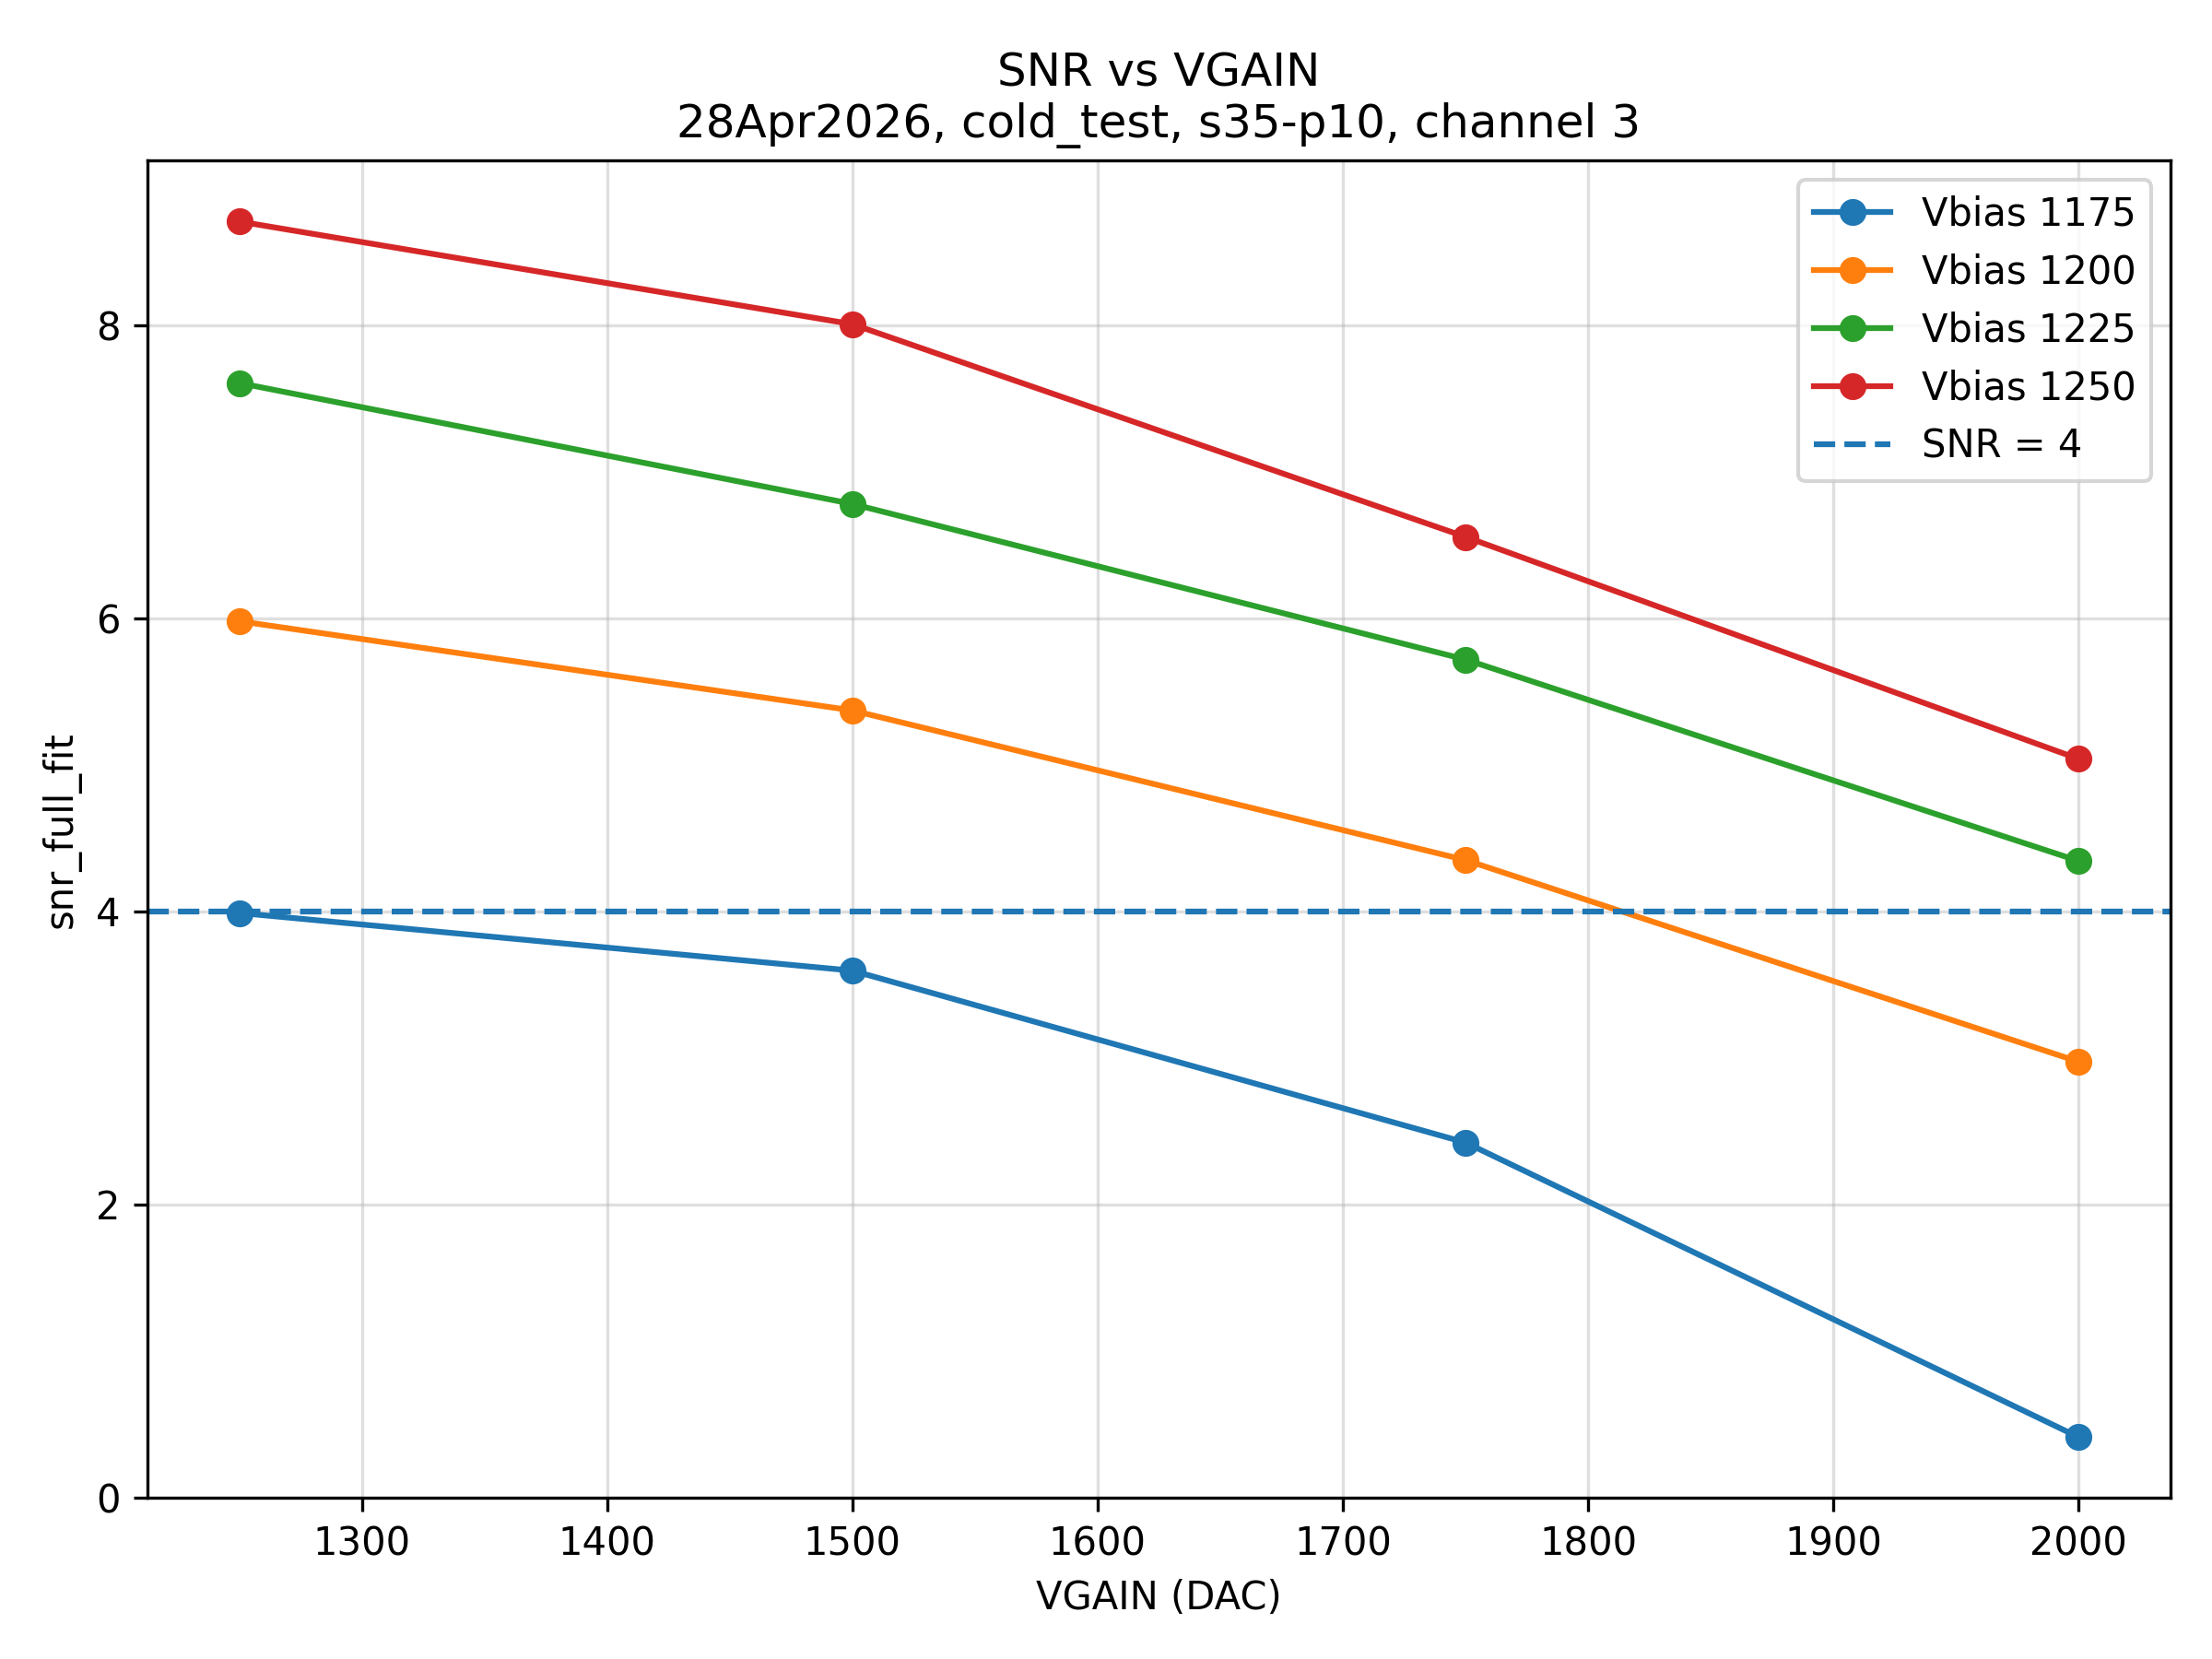 SNR vs VGAIN
28Apr2026, cold_test, s35-p10, channel 3
Vbias 1175
Vbias 1200
Vbias 1225
Vbias 1250
SNR = 4
snr_full_fit
8
6
4
2
0
1300 1400 1500 1600 1700 1800 1900 2000
VGAIN (DAC)